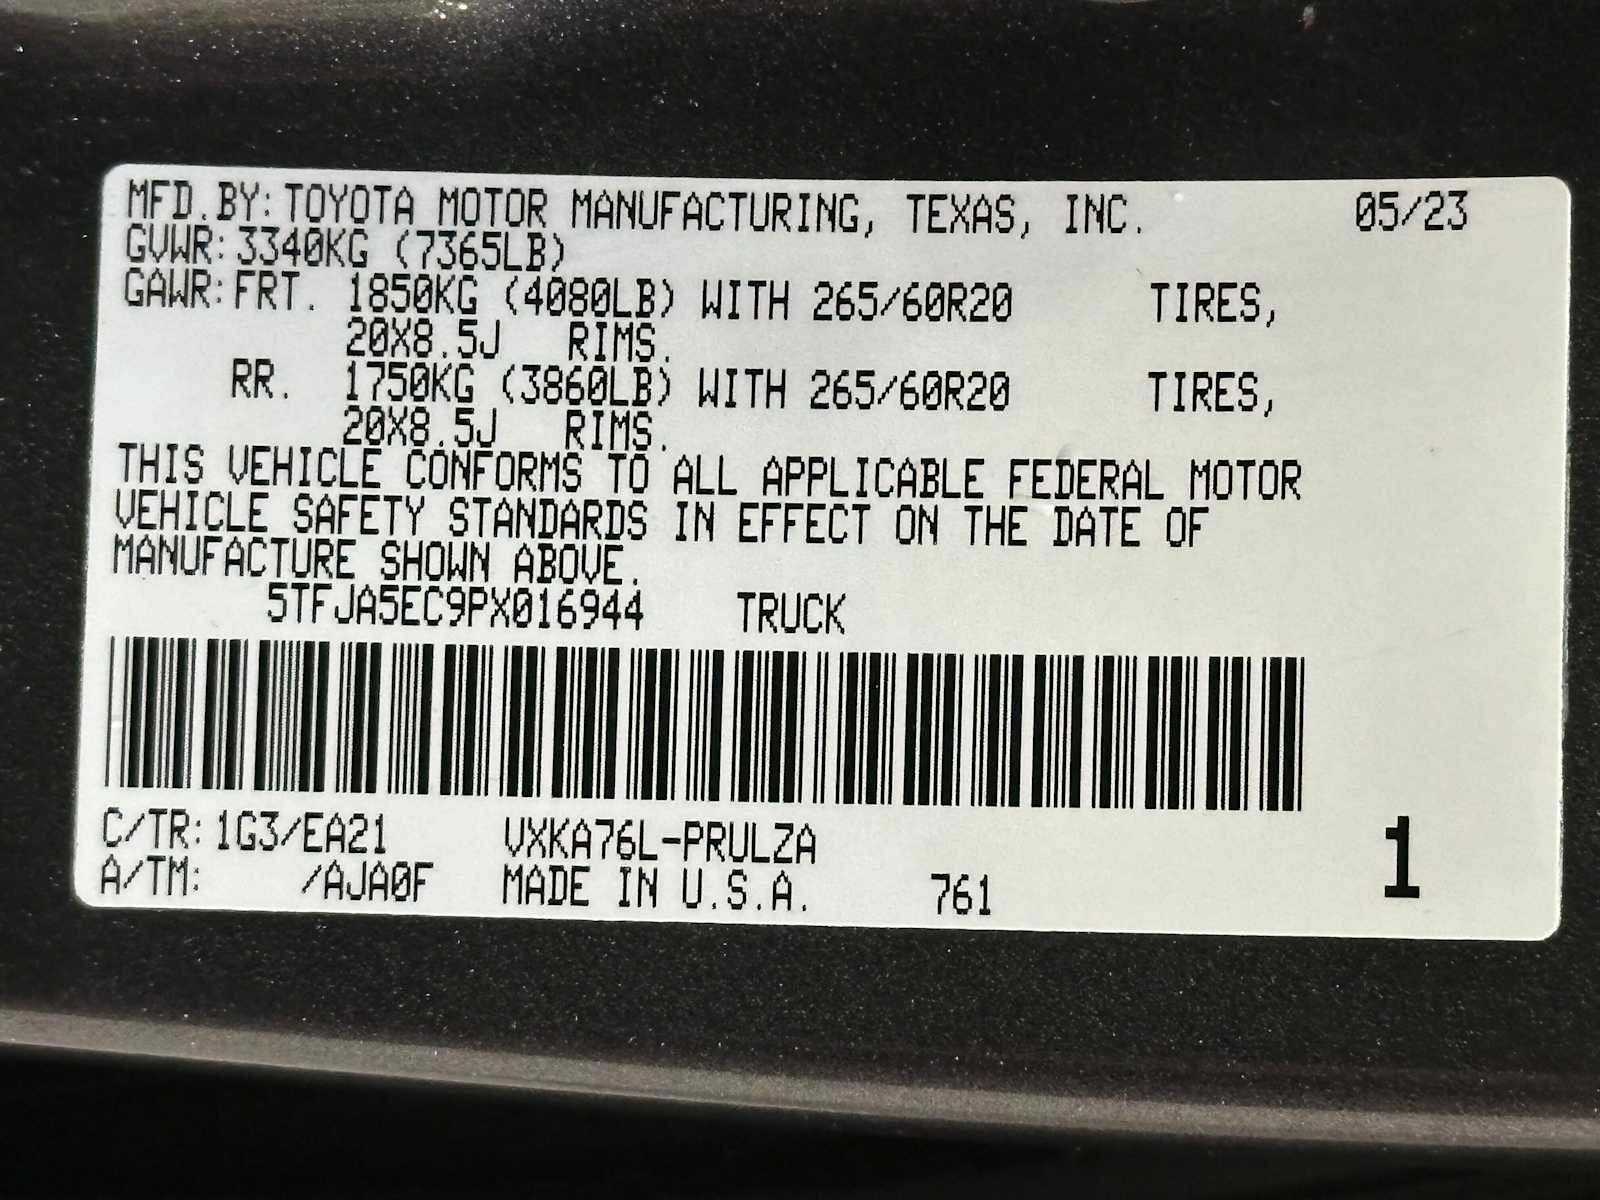 MFD.BY:TOYOTA MOTOR MANUFACTURING, TEXAS, INC. 05/23
GVWR:3340KG (7365LB)
GAWR:FRT. 1850KG (4080LB) WITH 265/60R20 TIRES,
20X8.5J RIMS.
RR. 1750KG (3860LB) WITH 265/60R20 TIRES,
20X8.5J RIMS.
THIS VEHICLE CONFORMS TO ALL APPLICABLE FEDERAL MOTOR
VEHICLE SAFETY STANDARDS IN EFFECT ON THE DATE OF
MANUFACTURE SHOWN ABOVE.
5TFJA5EC9PX016944 TRUCK
C/TR:1G3/EA21 VXKA76L-PRULZA 1
A/TM: /AJA0F MADE IN U.S.A. 761